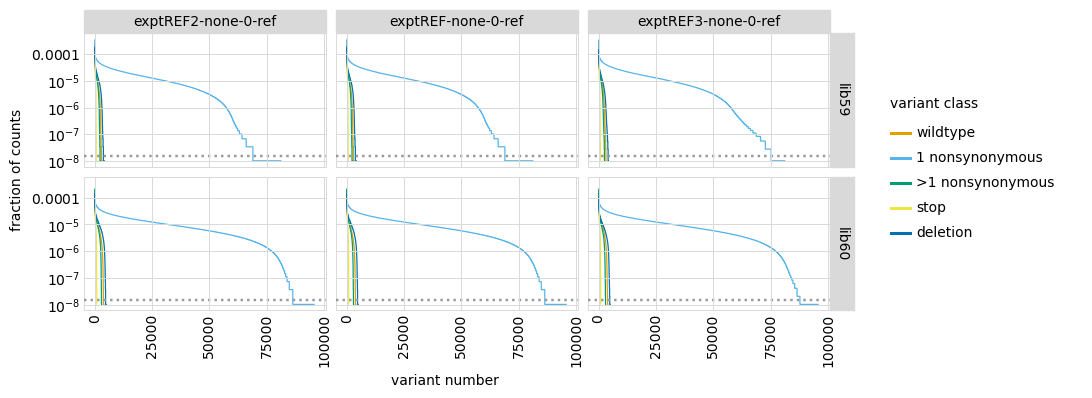 exptREF2-none-0-ref
exptREF-none-0-ref
exptREF3-none-0-ref
fraction of counts
0.0001
10⁻⁵
10⁻⁶
10⁻⁷
10⁻⁸
lib59
0.0001
10⁻⁵
10⁻⁶
10⁻⁷
10⁻⁸
lib60
0
25000
50000
75000
100000
0
25000
50000
75000
100000
0
25000
50000
75000
100000
variant number
variant class
wildtype
1 nonsynonymous
>1 nonsynonymous
stop
deletion